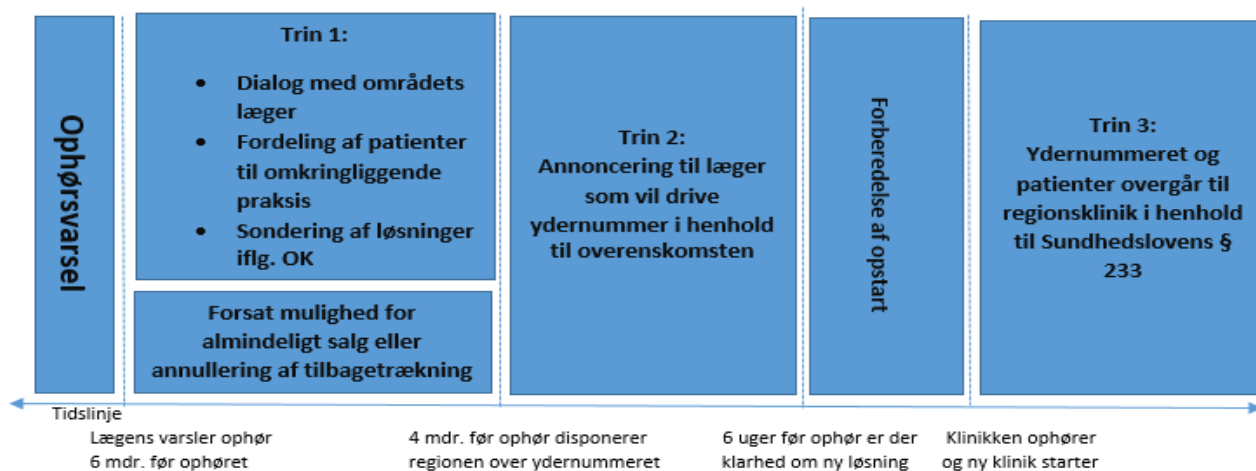 Ophørsvarsel
Trin 1:
• Dialog med områdets
læger
• Fordeling af patienter
til omkringliggende
praksis
• Sondering af løsninger
iflg. OK
Forsat mulighed for
almindeligt salg eller
annullering af tilbagetrækning
Trin 2:
Annoncering til læger
som vil drive
ydernummer i henhold
til overenskomsten
Forberedelse af opstart
Trin 3:
Ydernummeret og
patienter overgår til
regionsklinik i henhold
til Sundhedslovens §
233
Tidslinje
Lægens varsler ophør
6 mdr. før ophøret
4 mdr. før ophør disponerer
regionen over ydernummeret
6 uger før ophør er der
klarhed om ny løsning
Klinikken ophører
og ny klinik starter